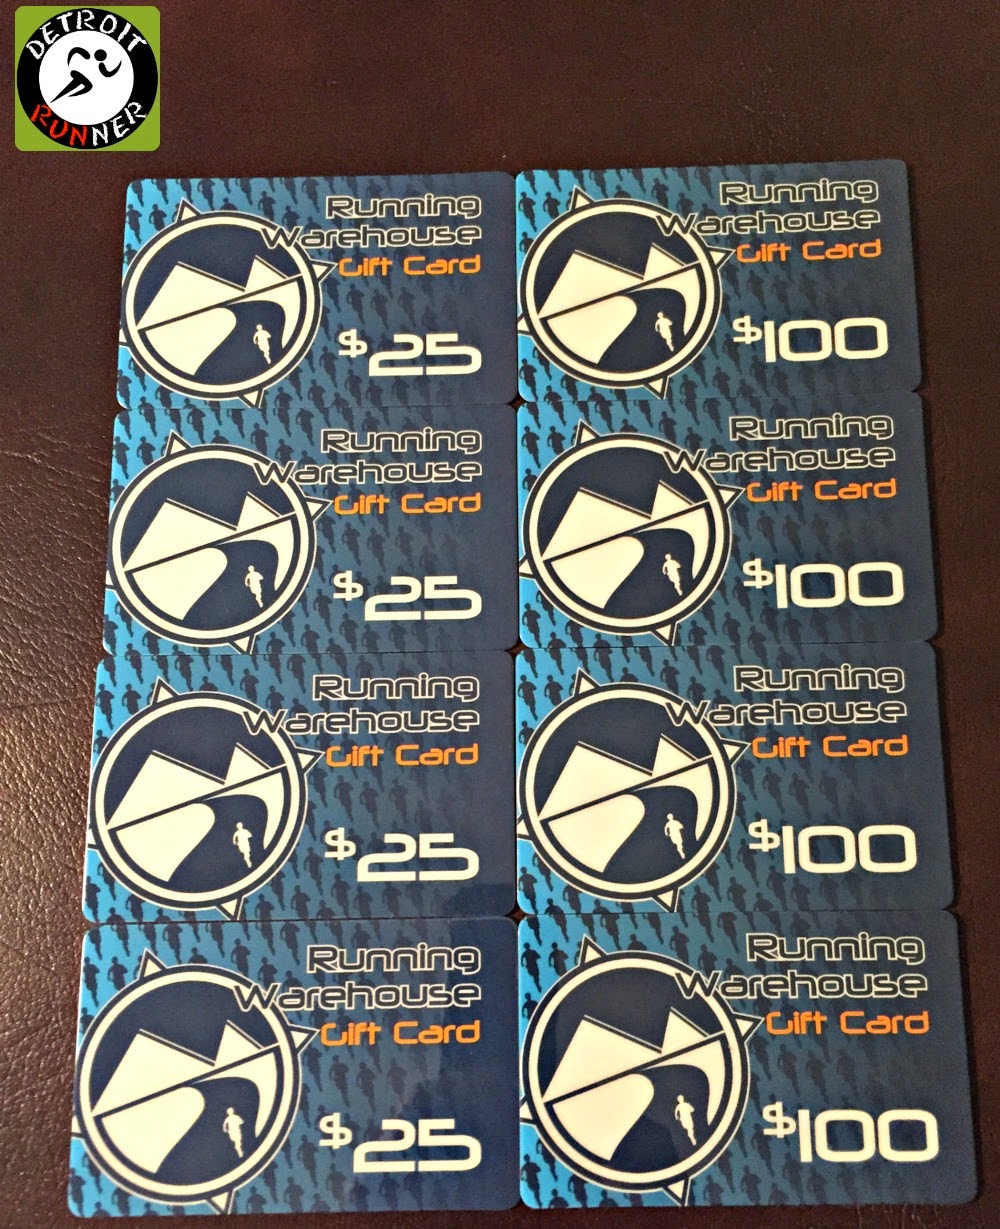 DETROIT
RUNNER
Running
Warehouse
Gift Card
$25
Running
Warehouse
Gift Card
$100
Running
Warehouse
Gift Card
$25
Running
Warehouse
Gift Card
$100
Running
Warehouse
Gift Card
$25
Running
Warehouse
Gift Card
$100
Running
Warehouse
Gift Card
$25
Running
Warehouse
Gift Card
$100